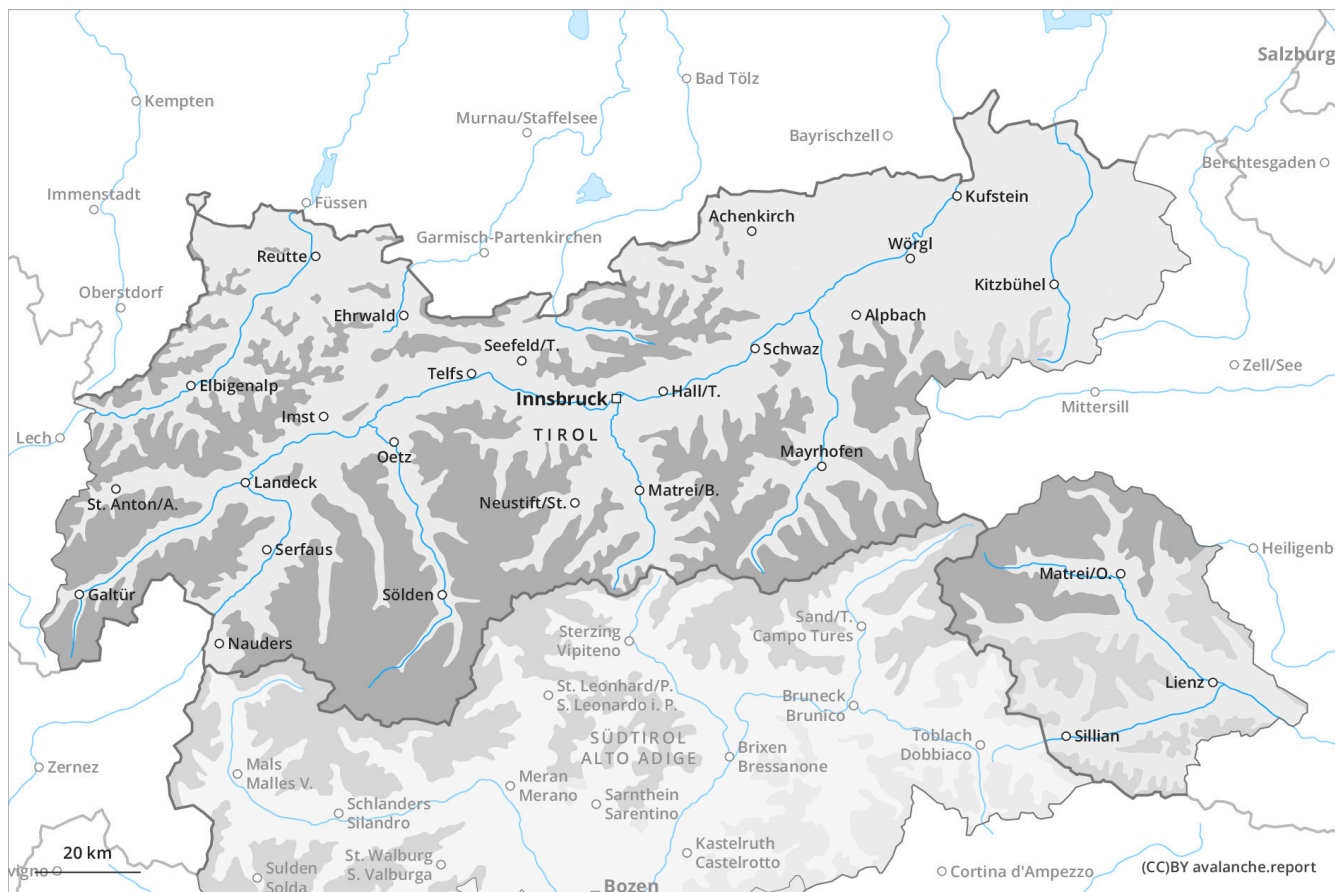 Salzburg
Kempten
Bad Tölz
Murnau/Staffelsee
Bayrischzell
Berchtesgaden
Immenstadt
Füssen
Kufstein
Achenkirch
Garmisch-Partenkirchen
Wörgl
Reutte
Oberstdorf
Kitzbühel
Ehrwald
Alpbach
Seefeld/T.
Schwaz
Zell/See
Telfs
Elbigenalp
Hall/T.
Innsbruck
Mittersill
Imst
TIROL
Lech
Oetz
Mayrhofen
Landeck
Matrei/B.
St. Anton/A.
Neustift/St.
Serfaus
Heiligenb
Matrei/O.
Galtür
Sölden
Sand/T.
Campo Tures
Sterzing
Vipiteno
Nauders
Lienz
St. Leonhard/P.
S. Leonardo i. P.
Bruneck
Brunico
SÜDTIROL
ALTO ADIGE
Toblach
Dobbiaco
Sillian
Brixen
Bressanone
Zernez
Mals
Malles V.
Meran
Merano
Schlanders
Silandro
Sarnthein
Sarentino
Kastelruth
Castelrotto
20 km
St. Walburg
S. Valburga
vigno
Sulden
Solda
Cortina d'Ampezzo
(CC)BY avalanche.report
Bozen